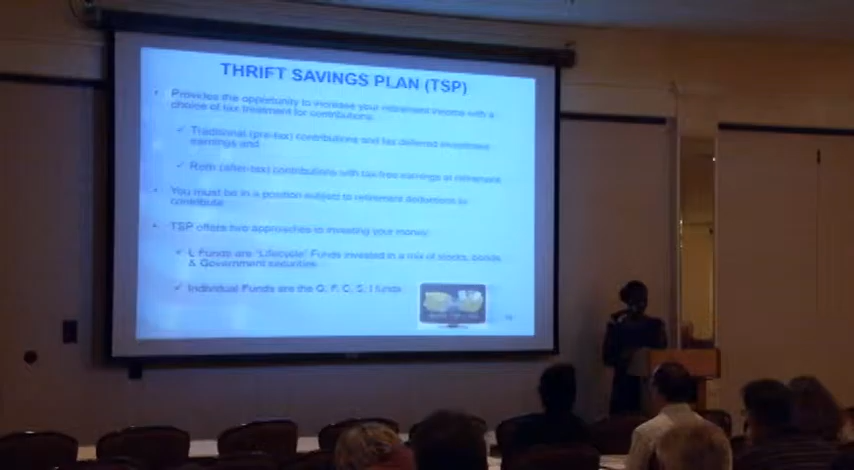 THRIFT SAVINGS PLAN (TSP)
• Provides the opportunity to increase your retirement income with a
choice of tax treatment for contributions:
✓ Traditional (pre-tax) contributions and tax deferred investment
earnings and
✓ Roth (after-tax) contributions with tax-free earnings at retirement
• You must be in a position subject to retirement deductions to
contribute
• TSP offers two approaches to investing your money:
✓ L Funds are "Lifecycle" Funds invested in a mix of stocks, bonds,
& Government securities
✓ Individual Funds are the G, F, C, S, I funds